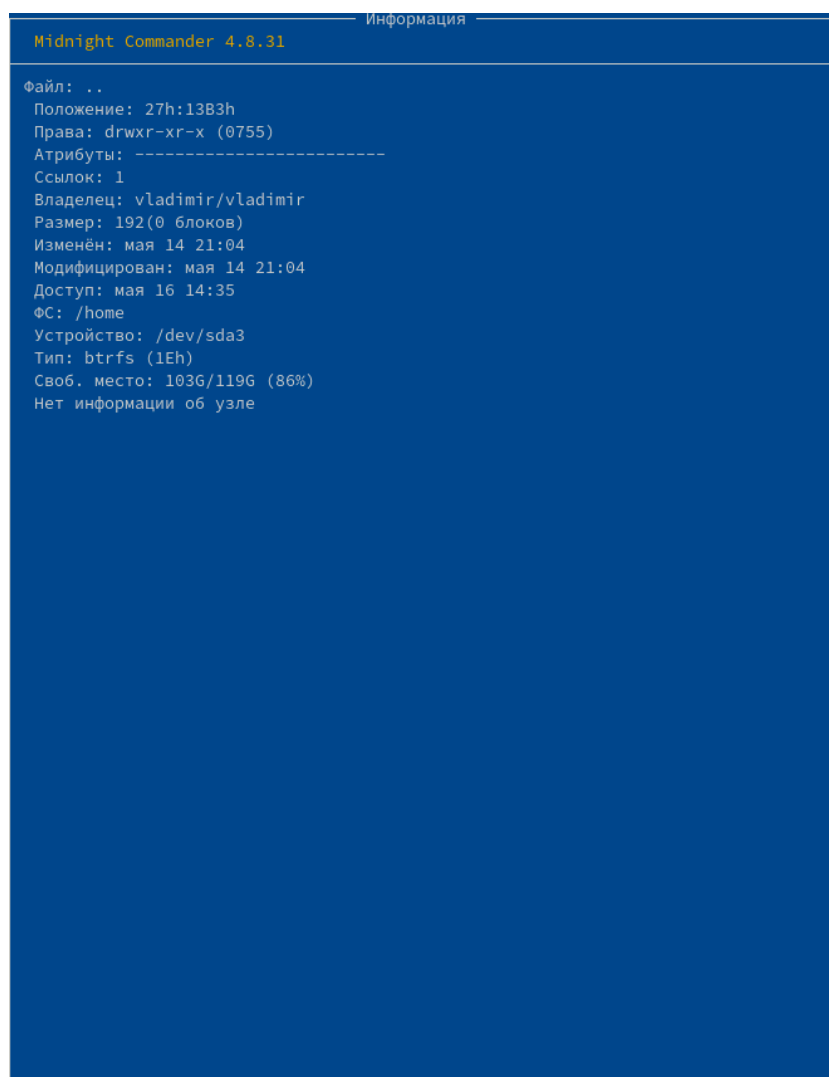 Информация
Midnight Commander 4.8.31
Файл: ..
Положение: 27h:13B3h
Права: drwxr-xr-x (0755)
Атрибуты: -------------------------
Ссылок: 1
Владелец: vladimir/vladimir
Размер: 192(0 блоков)
Изменён: мая 14 21:04
Модифицирован: мая 14 21:04
Доступ: мая 16 14:35
ФС: /home
Устройство: /dev/sda3
Тип: btrfs (1Eh)
Своб. место: 103G/119G (86%)
Нет информации об узле